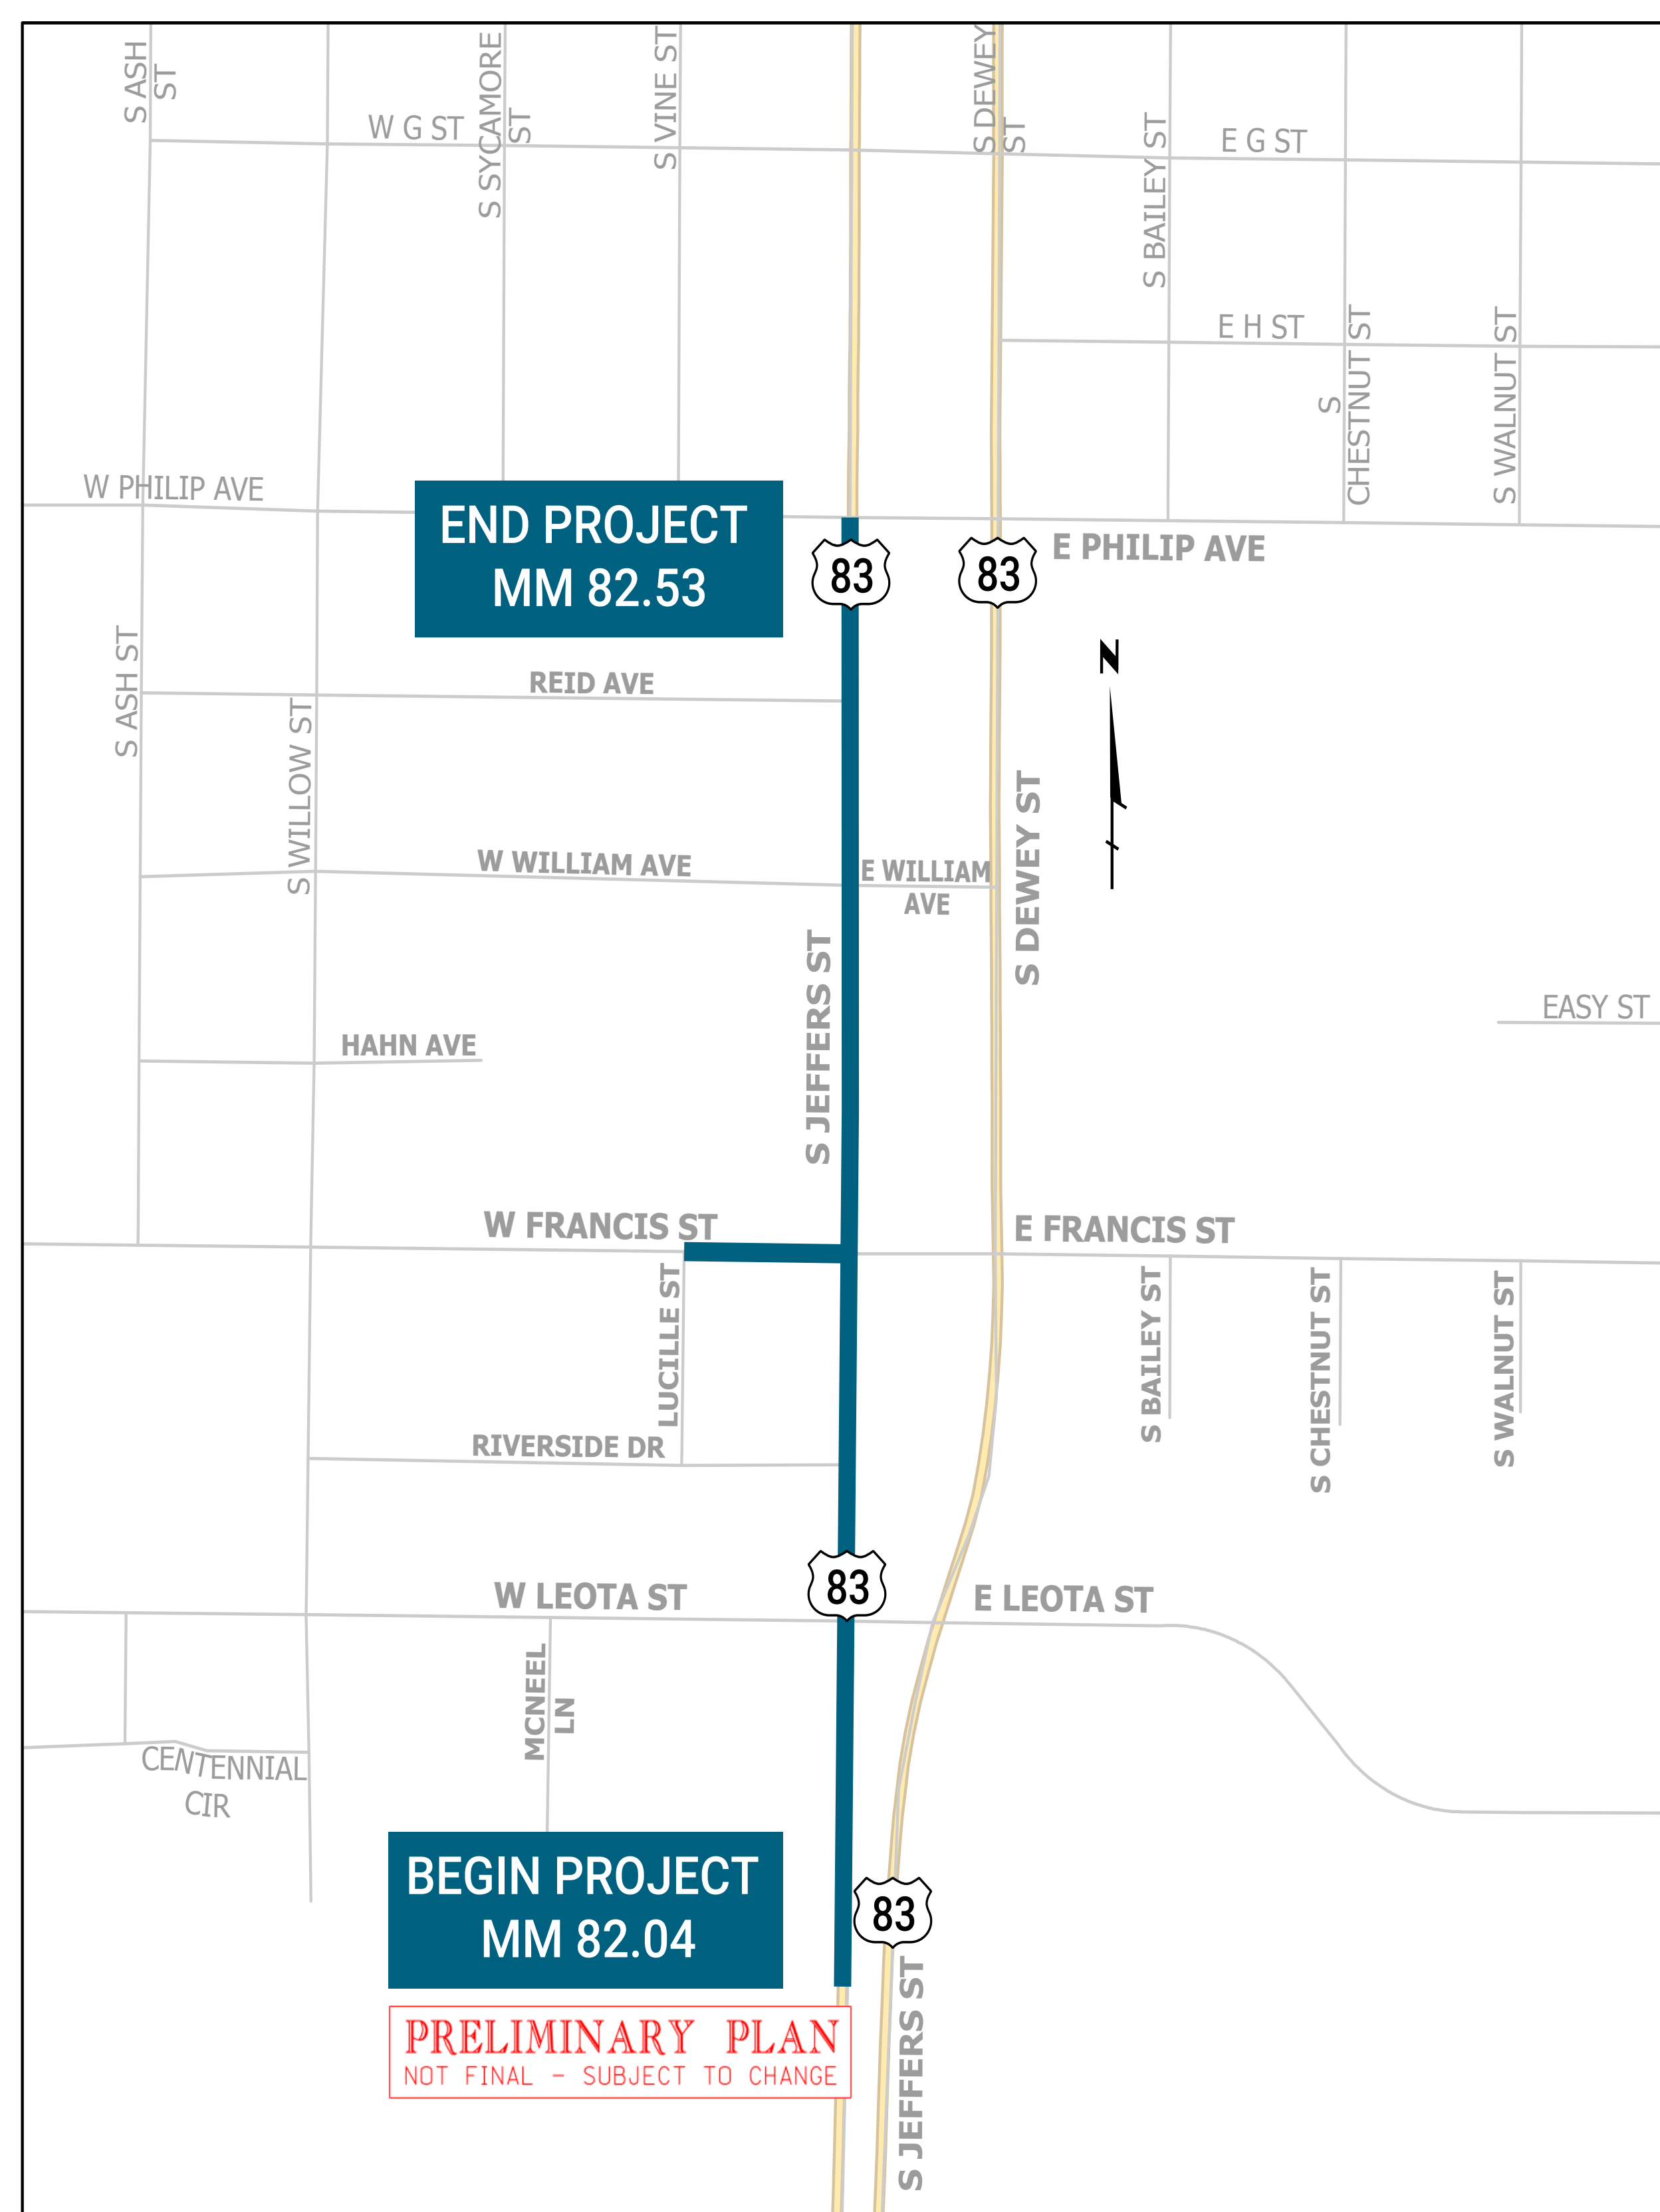 S ASH
ST
S SYCAMORE
ST
S VINE ST
S DEWEY
ST
W G ST
E G ST
S BAILEY ST
E H ST
S
CHESTNUT ST
S WALNUT ST
W PHILIP AVE
END PROJECT
MM 82.53
83
83
E PHILIP AVE
N
S ASH ST
REID AVE
S WILLOW ST
W WILLIAM AVE
E WILLIAM
AVE
S DEWEY ST
S JEFFERS ST
EASY ST
HAHN AVE
W FRANCIS ST
E FRANCIS ST
LUCILLE ST
S BAILEY ST
S CHESTNUT ST
S WALNUT ST
RIVERSIDE DR
83
W LEOTA ST
E LEOTA ST
MCNEEL
LN
CENTENNIAL
CIR
BEGIN PROJECT
MM 82.04
83
S JEFFERS ST
PRELIMINARY PLAN
NOT FINAL - SUBJECT TO CHANGE